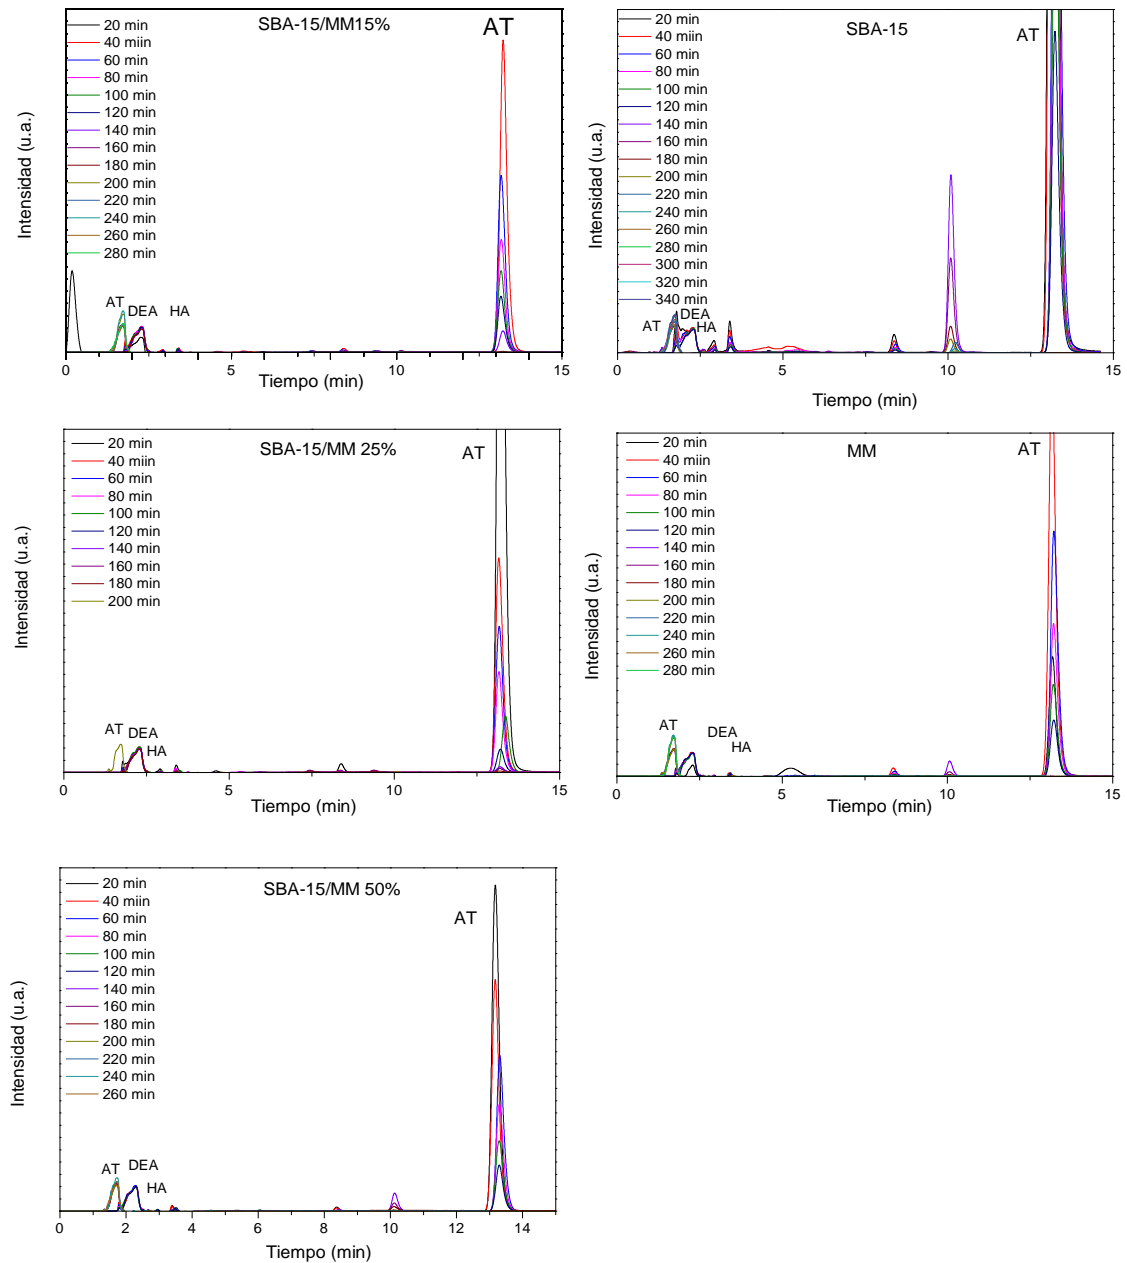 SBA-15/MM15%
AT
20 min
40 miin
60 min
80 min
100 min
120 min
140 min
160 min
180 min
200 min
220 min
240 min
260 min
280 min
AT
DEA
HA
Intensidad (u.a.)
0
5
10
15
Tiempo (min)
SBA-15
AT
20 min
40 miin
60 min
80 min
100 min
120 min
140 min
160 min
180 min
200 min
220 min
240 min
260 min
280 min
300 min
320 min
340 min
AT
DEA
HA
Intensidad (u.a.)
0
5
10
15
Tiempo (min)
SBA-15/MM 25%
AT
20 min
40 miin
60 min
80 min
100 min
120 min
140 min
160 min
180 min
200 min
AT
DEA
HA
Intensidad (u.a.)
0
5
10
15
Tiempo (min)
MM
AT
20 min
40 miin
60 min
80 min
100 min
120 min
140 min
160 min
180 min
200 min
220 min
240 min
260 min
280 min
AT
DEA
HA
Intensidad (u.a.)
0
5
10
15
Tiempo (min)
SBA-15/MM 50%
AT
20 min
40 miin
60 min
80 min
100 min
120 min
140 min
160 min
180 min
200 min
220 min
240 min
260 min
AT
DEA
HA
Intensidad (u.a.)
0
2
4
6
8
10
12
14
Tiempo (min)